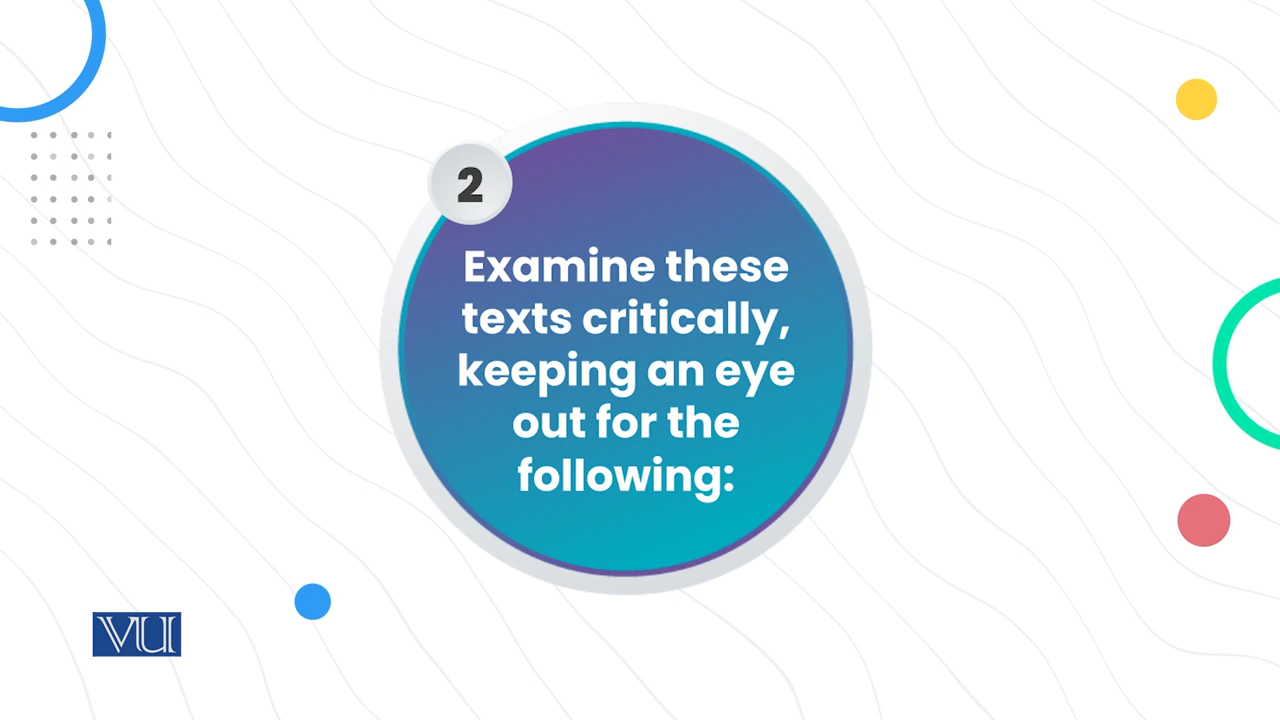 2
Examine these
texts critically,
keeping an eye
out for the
following:
VU